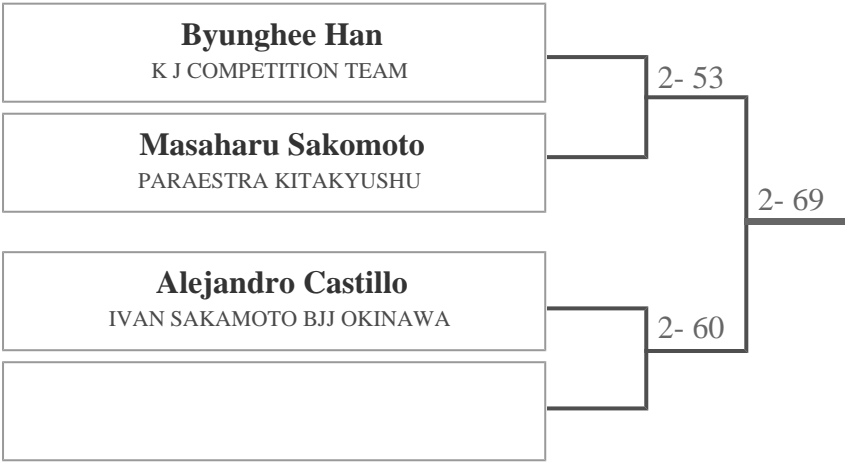 Byunghee Han
K J COMPETITION TEAM
2- 53
Masaharu Sakomoto
PARAESTRA KITAKYUSHU
2- 69
Alejandro Castillo
IVAN SAKAMOTO BJJ OKINAWA
2- 60